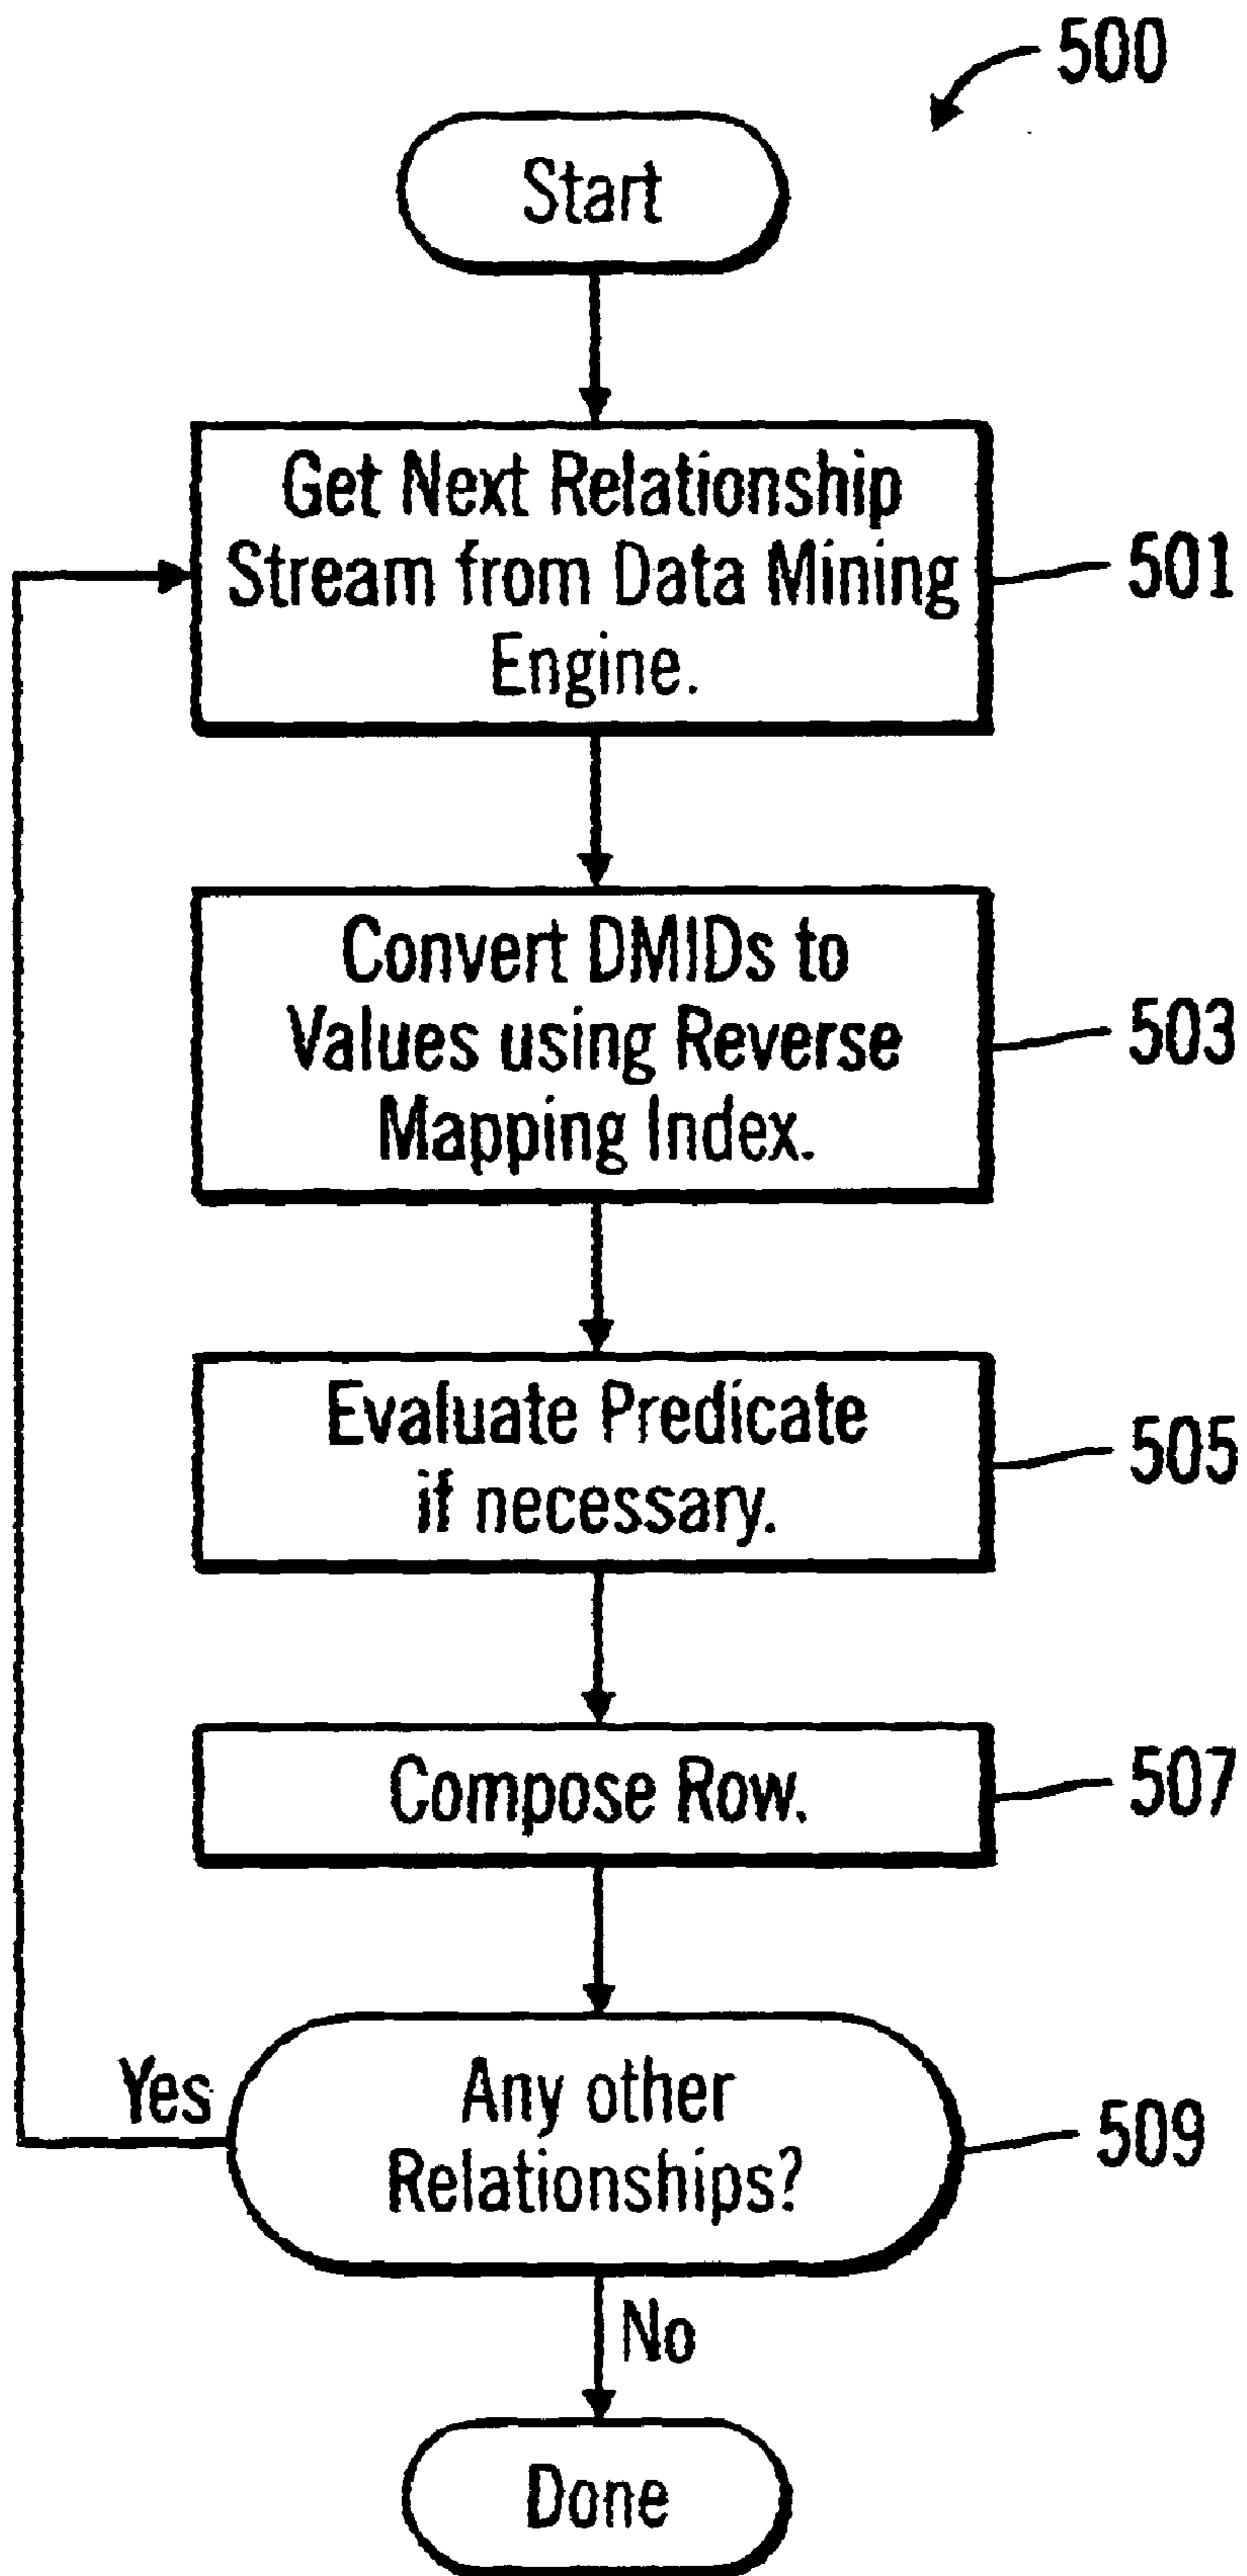 500
Start
Get Next Relationship
Stream from Data Mining
Engine.
501
Convert DMIDs to
Values using Reverse
Mapping Index.
503
Evaluate Predicate
if necessary.
505
Compose Row.
507
Any other
Relationships?
509
Yes
No
Done